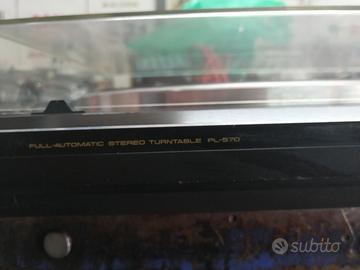 FULL-AUTOMATIC STEREO TURNTABLE PL-570
subito